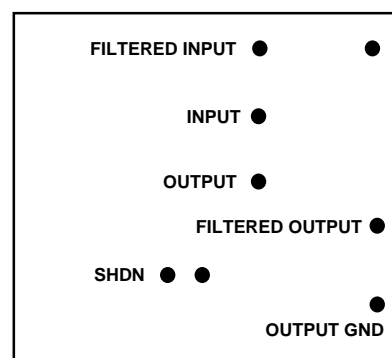 FILTERED INPUT
INPUT
OUTPUT
FILTERED OUTPUT
SHDN
OUTPUT GND